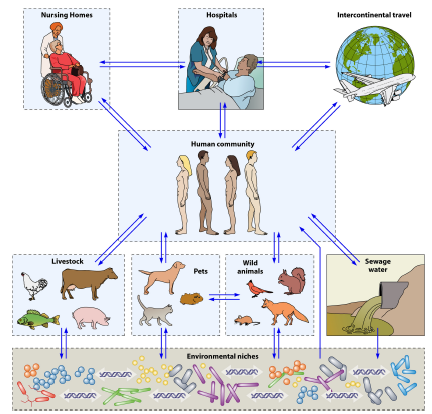 Nursing Homes
Hospitals
Intercontinental travel
Human community
Livestock
Pets
Wild
animals
Sewage
water
Environmental niches